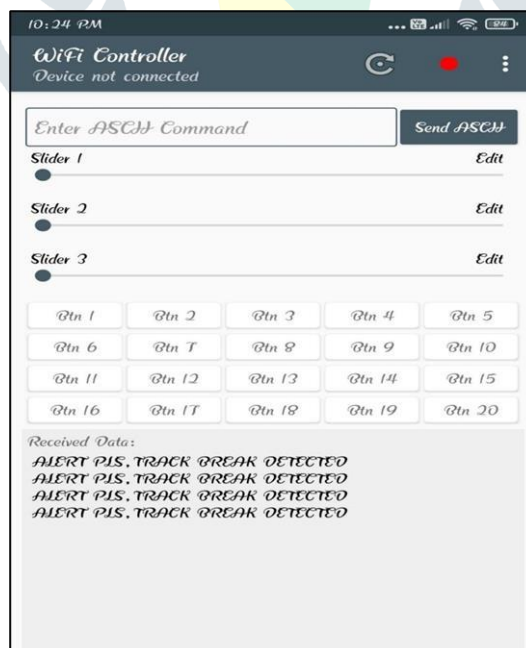 10:24 PM ... 84
WiFi Controller
Device not connected
Enter ASCII Command Send ASCII
Slider 1 Edit
Slider 2 Edit
Slider 3 Edit
Btn 1 Btn 2 Btn 3 Btn 4 Btn 5
Btn 6 Btn 7 Btn 8 Btn 9 Btn 10
Btn 11 Btn 12 Btn 13 Btn 14 Btn 15
Btn 16 Btn 17 Btn 18 Btn 19 Btn 20
Received Data:
ALERT PLS, TRACK BREAK DETECTED
ALERT PLS, TRACK BREAK DETECTED
ALERT PLS, TRACK BREAK DETECTED
ALERT PLS, TRACK BREAK DETECTED